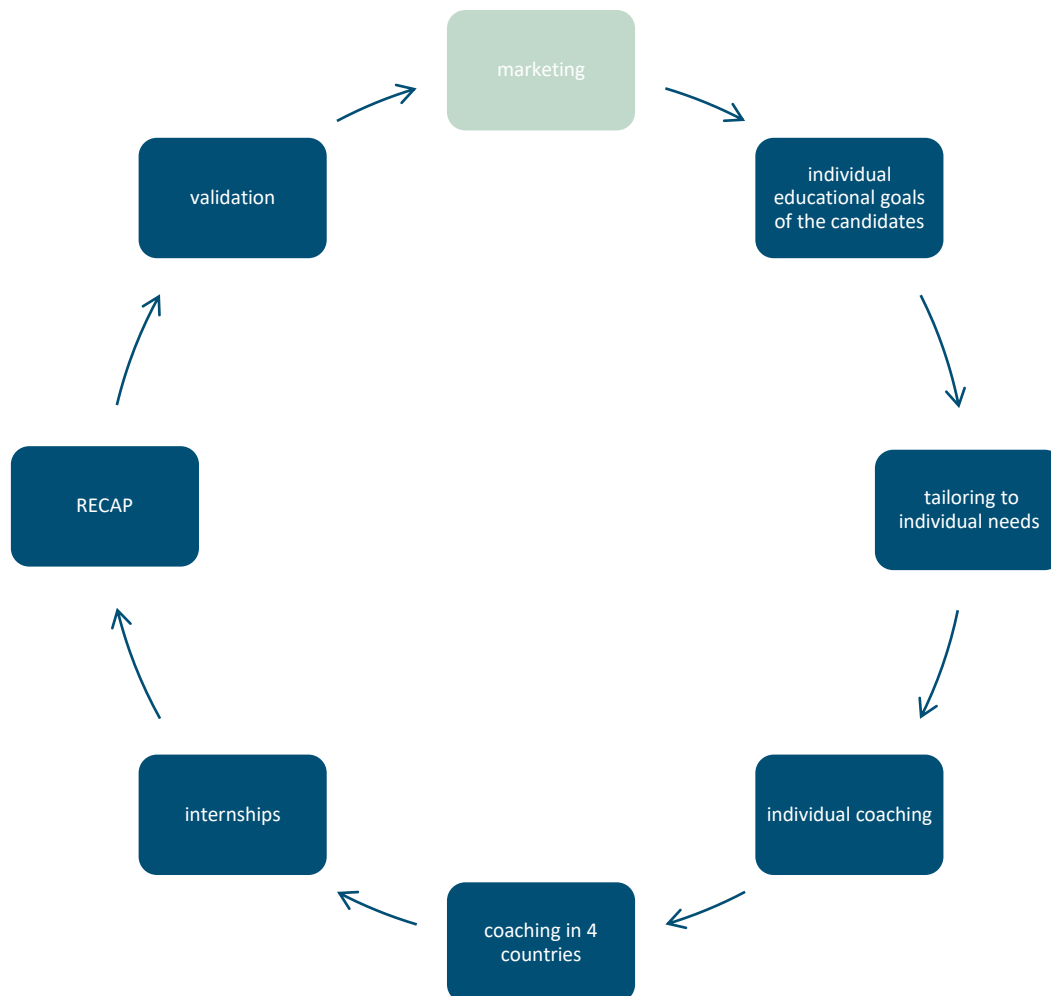 marketing
individual
educational goals
of the candidates
tailoring to
individual needs
individual coaching
coaching in 4
countries
internships
RECAP
validation